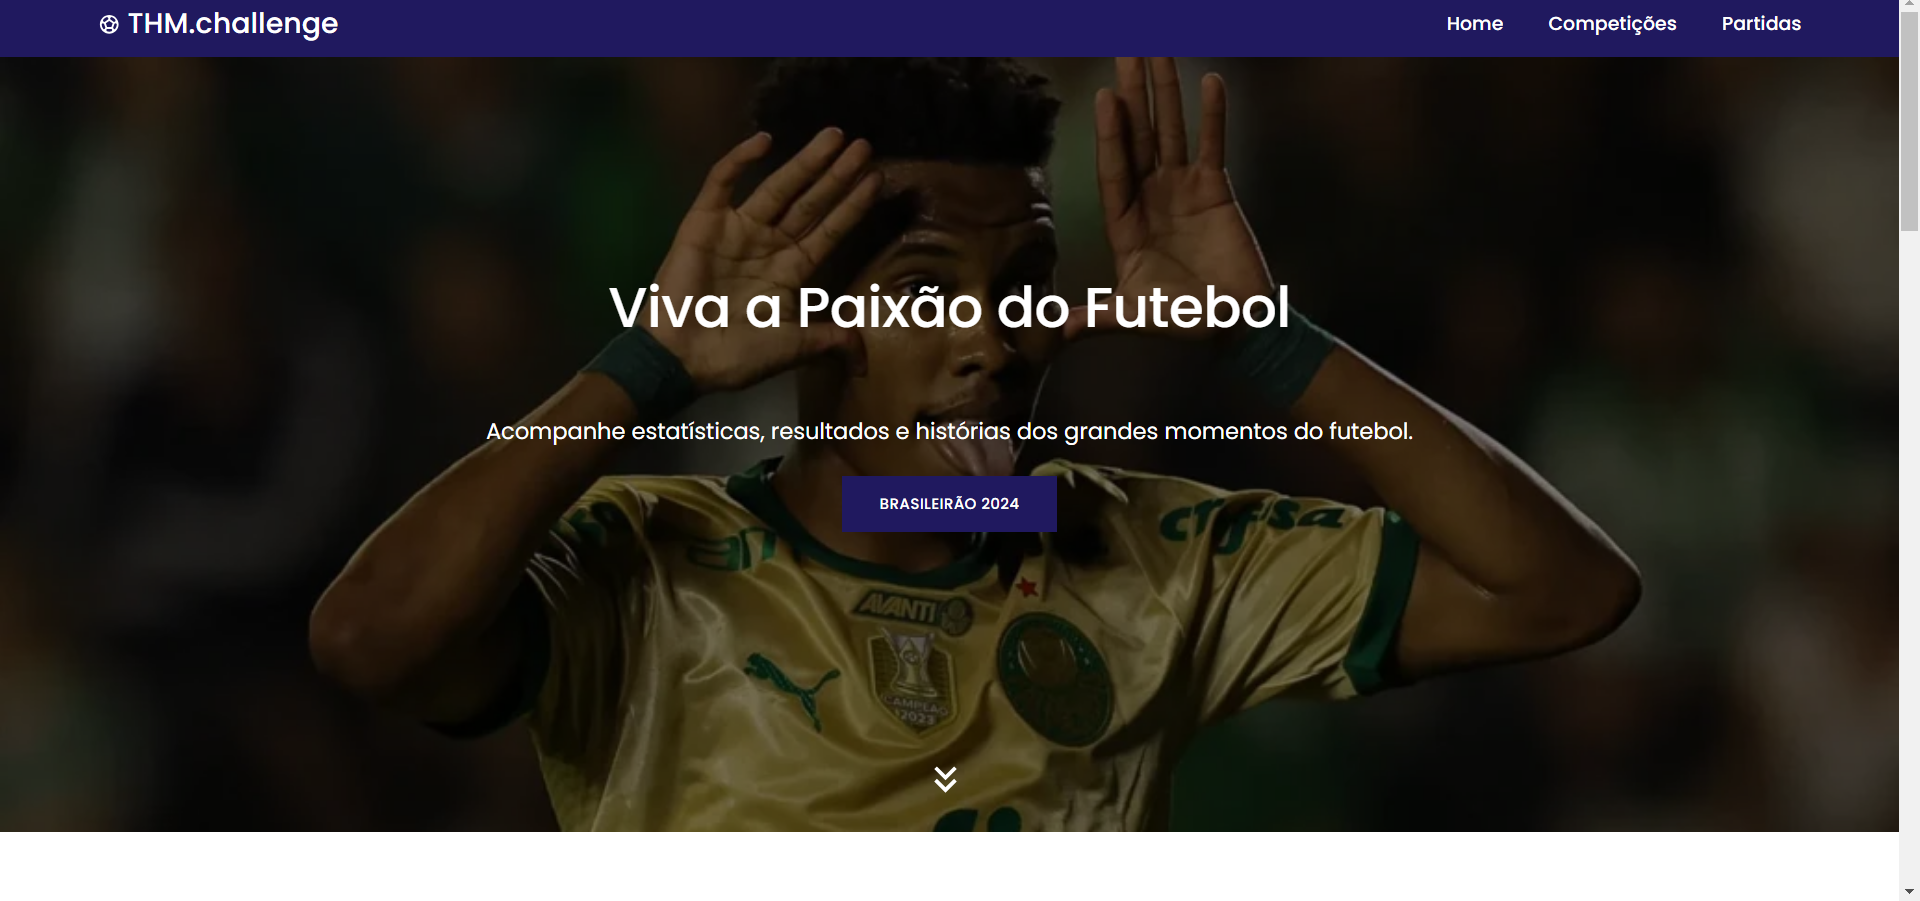 THM.challenge
Home
Competições
Partidas
Viva a Paixão do Futebol
Acompanhe estatísticas, resultados e histórias dos grandes momentos do futebol.
BRASILEIRÃO 2024
crefisa
AVANTI
CAMPEÃO
2023